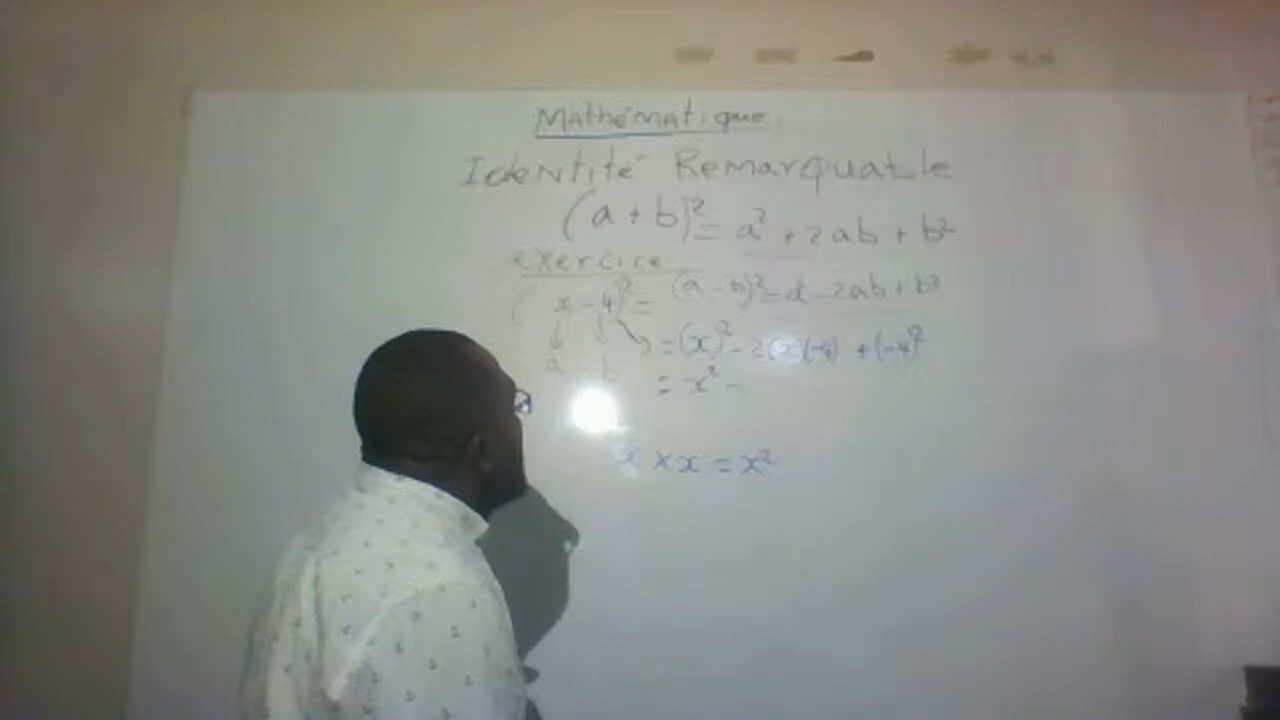 Mathématique.
Identité Remarquable
(a + b)² = a² + 2ab + b²
exercice
(x - 4)² = (a - b)² = a² - 2ab + b²
= (x)² - 2(x)(-4) + (-4)²
a b
= x² -
x × x = x²